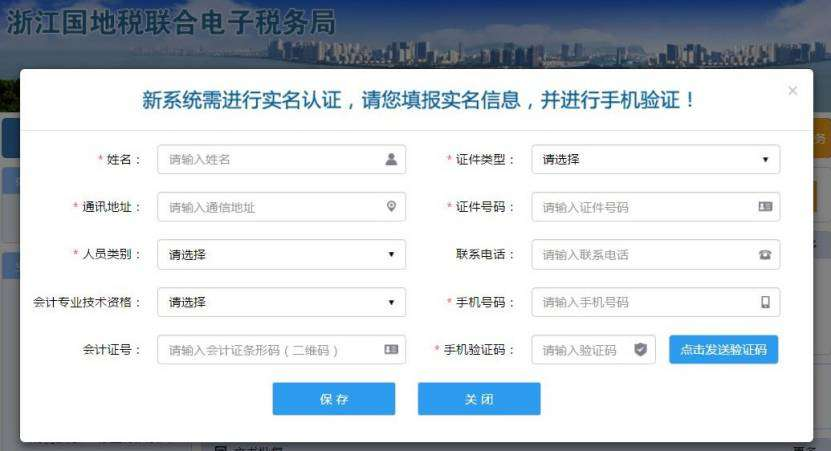 浙江国地税联合电子税务局
新系统需进行实名认证，请您填报实名信息，并进行手机验证！
×
* 姓名： 请输入姓名 * 证件类型： 请选择
* 通讯地址： 请输入通信地址 * 证件号码： 请输入证件号码
* 人员类别： 请选择 联系电话： 请输入联系电话
会计专业技术资格： 请选择 * 手机号码： 请输入手机号码
会计证号： 请输入会计证条形码（二维码） * 手机验证码： 请输入验证码 点击发送验证码
保存 关闭
务